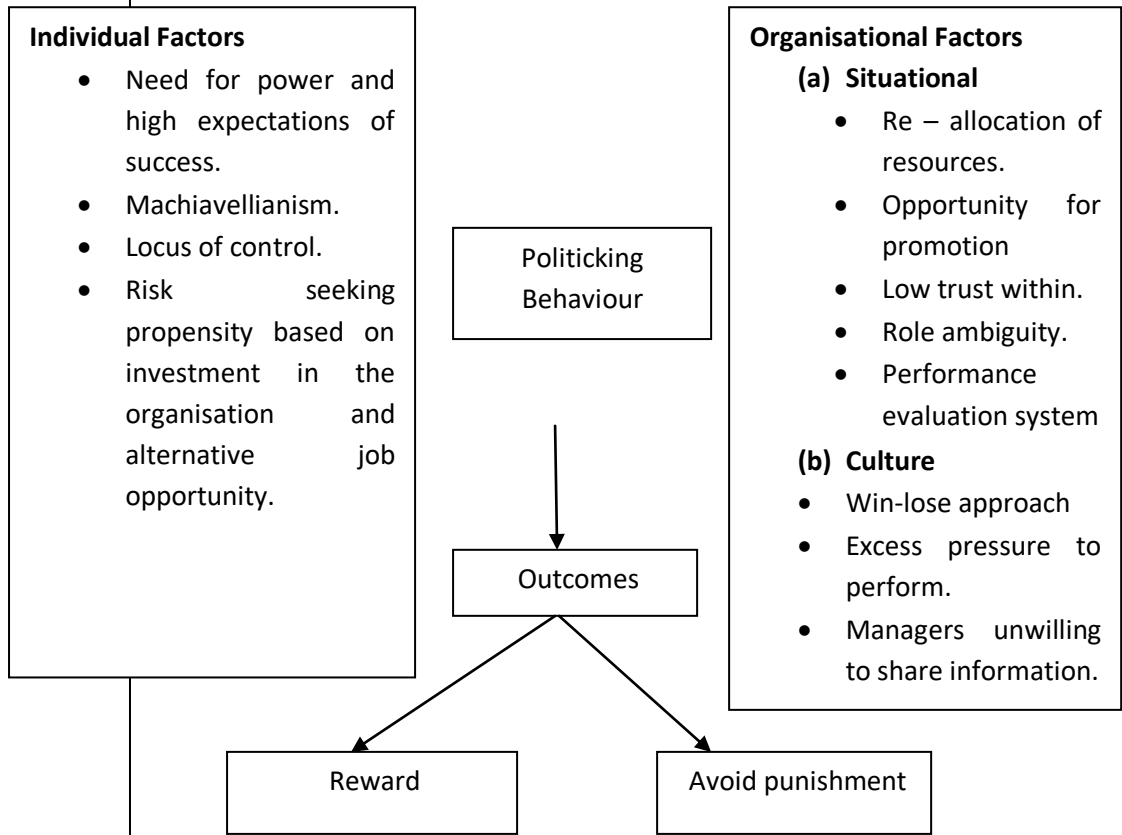 Individual Factors
• Need for power and
high expectations of
success.
• Machiavellianism.
• Locus of control.
• Risk seeking
propensity based on
investment in the
organisation and
alternative job
opportunity.
Politicking
Behaviour
Organisational Factors
(a) Situational
• Re – allocation of
resources.
• Opportunity for
promotion
• Low trust within.
• Role ambiguity.
• Performance
evaluation system
(b) Culture
• Win-lose approach
• Excess pressure to
perform.
• Managers unwilling
to share information.
Outcomes
Reward
Avoid punishment